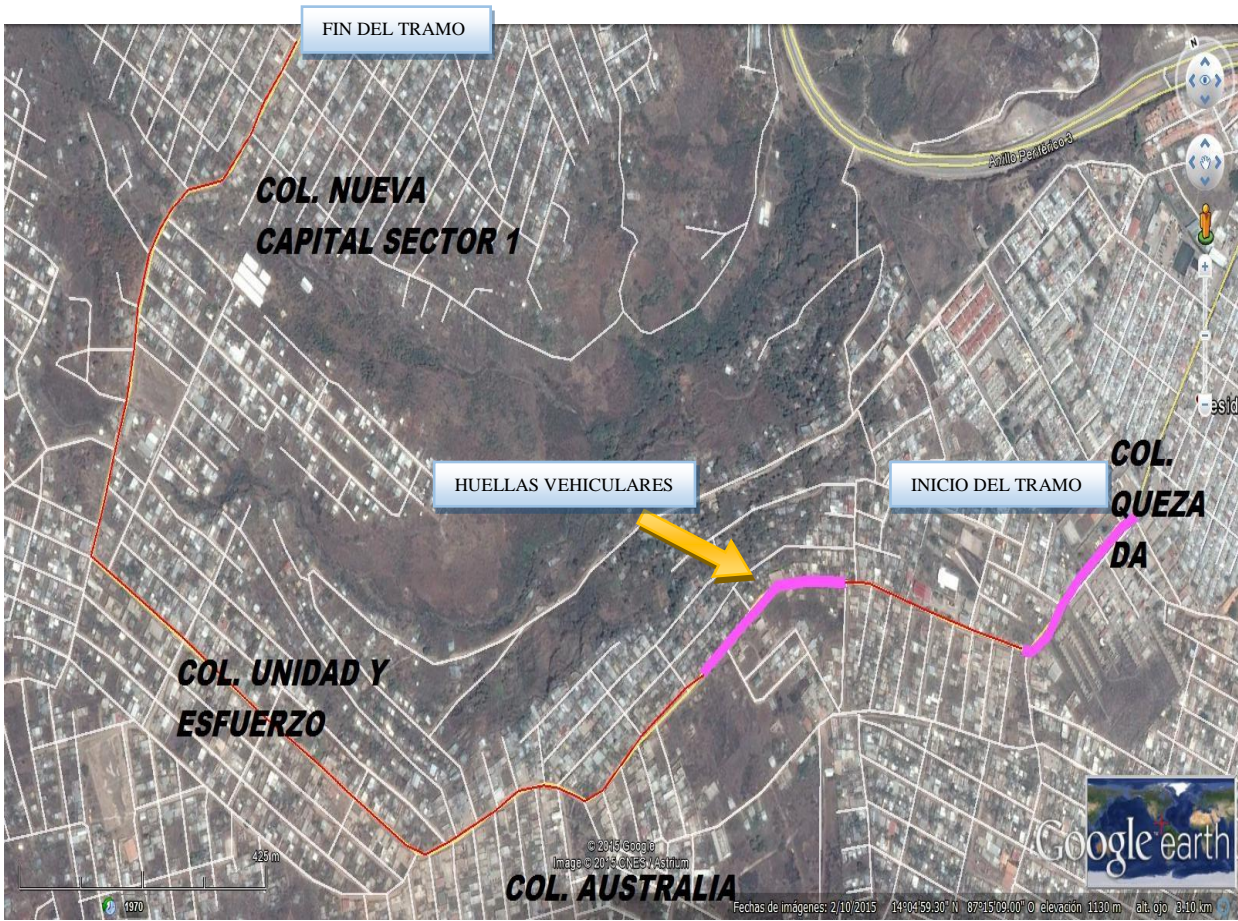 FIN DEL TRAMO
N
Anillo Periférico 3
COL. NUEVA
CAPITAL SECTOR 1
HUELLAS VEHICULARES
INICIO DEL TRAMO
COL.
QUEZA
DA
COL. UNIDAD Y
ESFUERZO
425 m
© 2015 Google
Image © 2015 CNES / Astrium
COL. AUSTRALIA
Google earth
1970
Fechas de imágenes: 2/10/2015 14°04'59.30" N 87°15'09.00" O elevación 1130 m alt. ojo 3.10 km